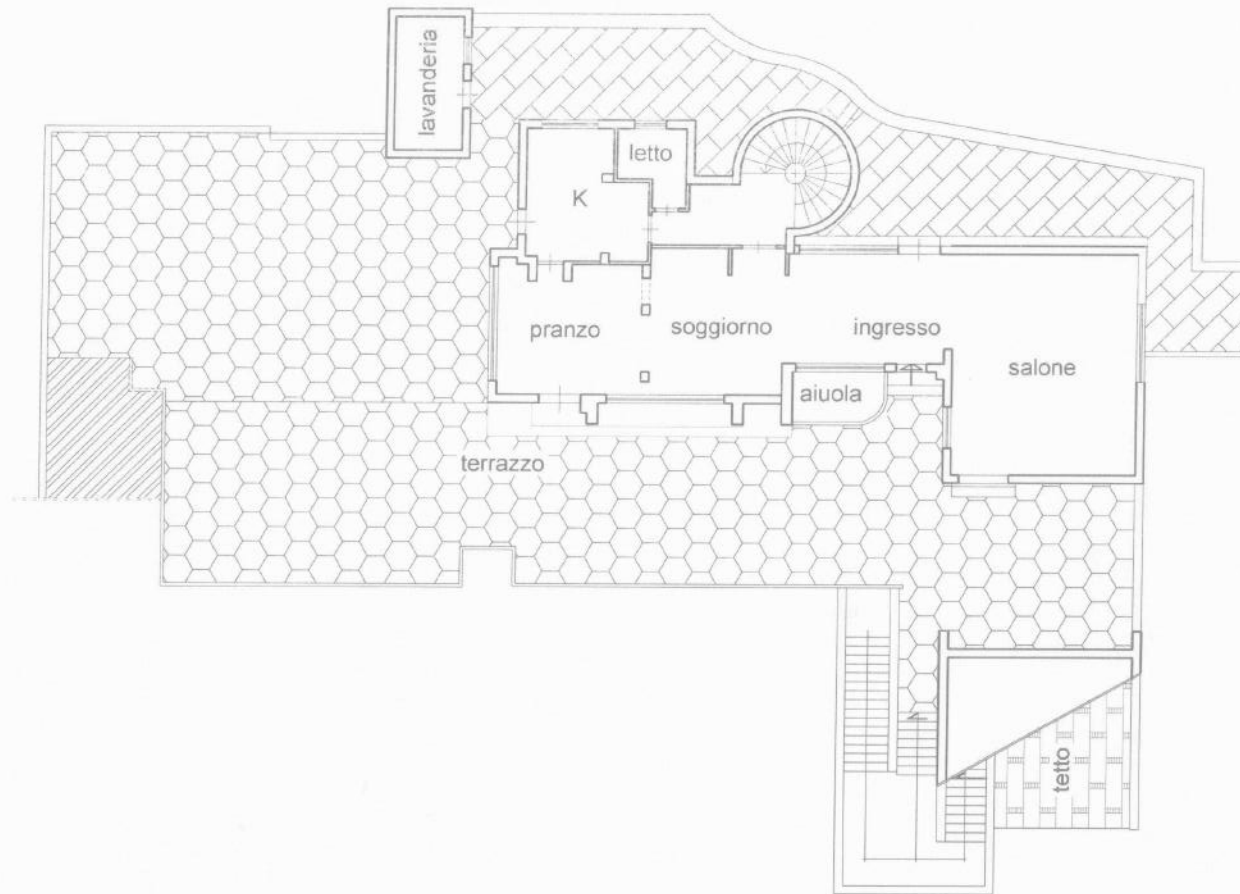 lavanderia
letto
K
pranzo
soggiorno
ingresso
salone
aiuola
terrazzo
tetto